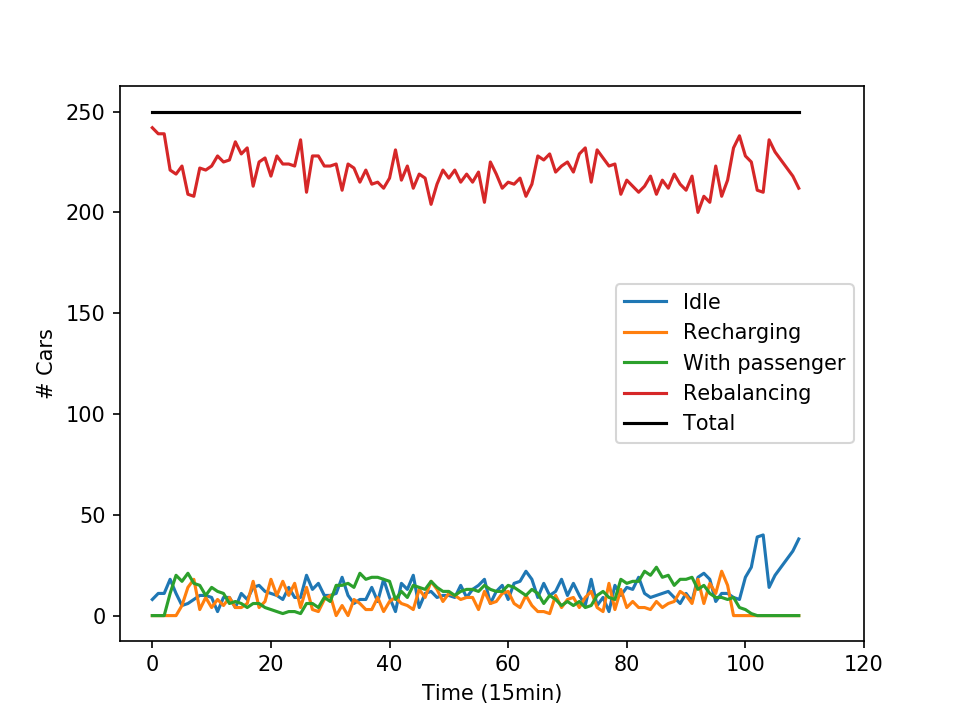 250
200
150
100
50
0
# Cars
Idle
Recharging
With passenger
Rebalancing
Total
0 20 40 60 80 100 120
Time (15min)